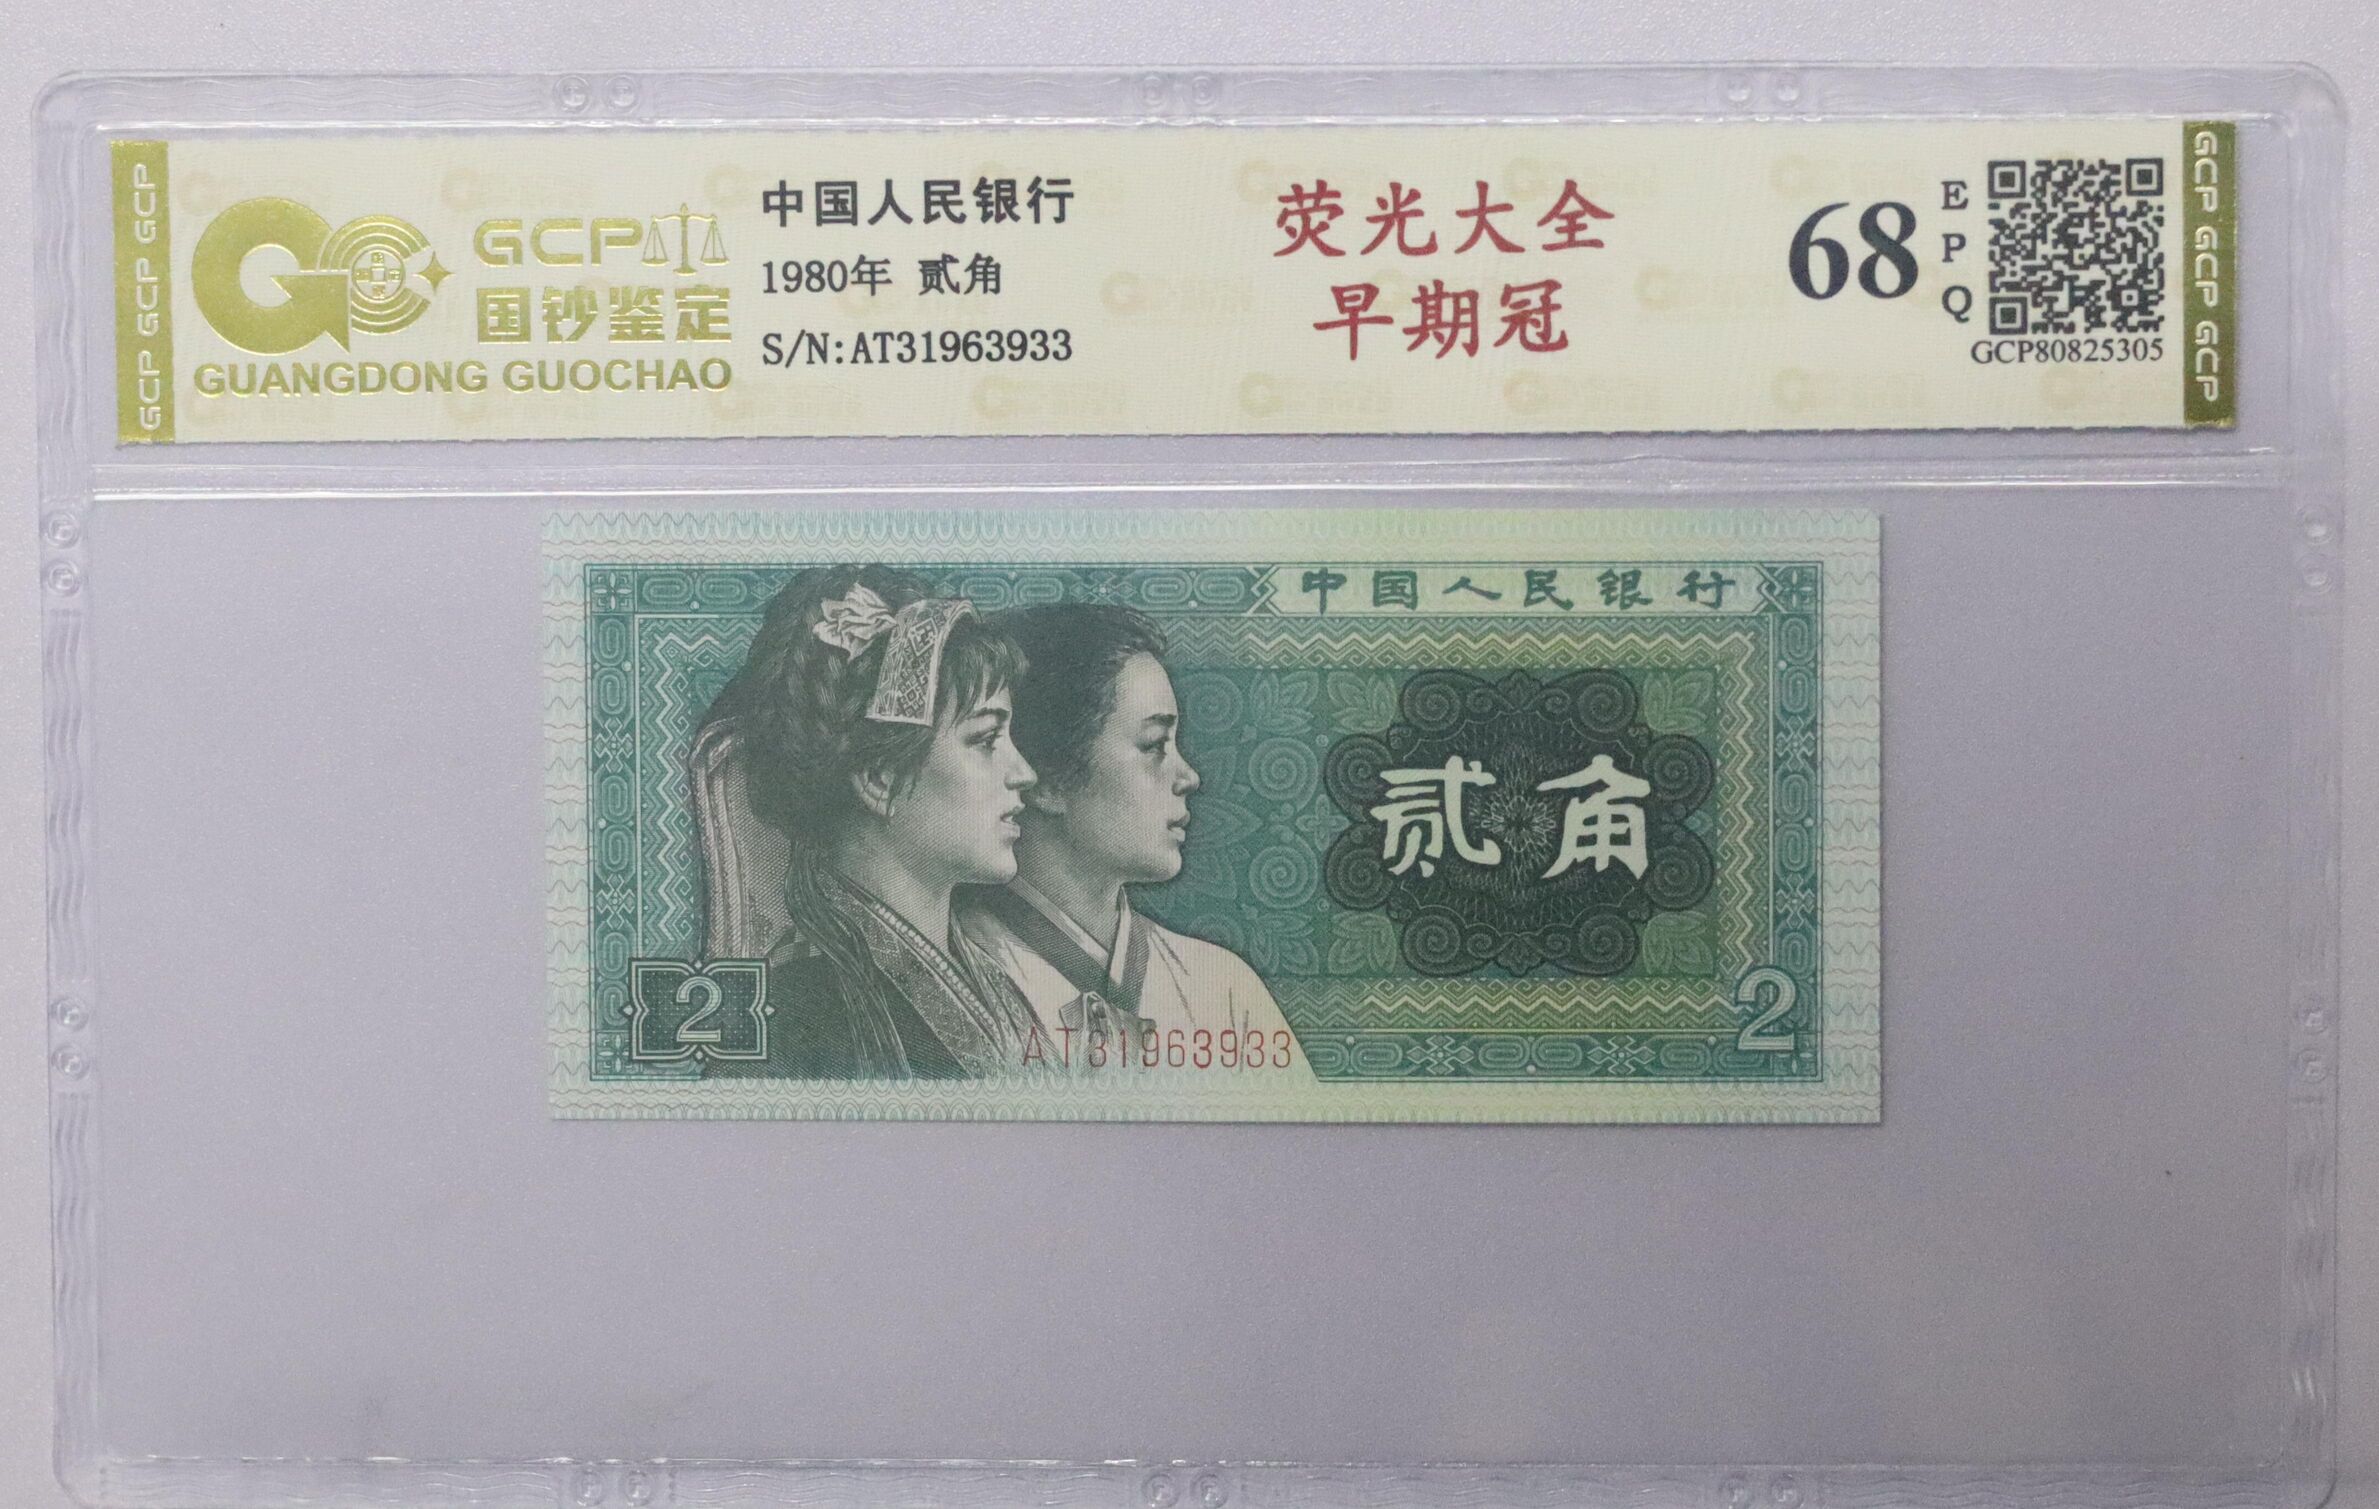 GCP GCP GCP
GCP
国钞鉴定
GUANGDONG GUOCHAO
中国人民银行
1980年 贰角
S/N:AT31963933
荧光大全
早期冠
68
EPQ
GCP80825305
GCP GCP GCP
中国人民银行
贰角
2
2
AT31963933